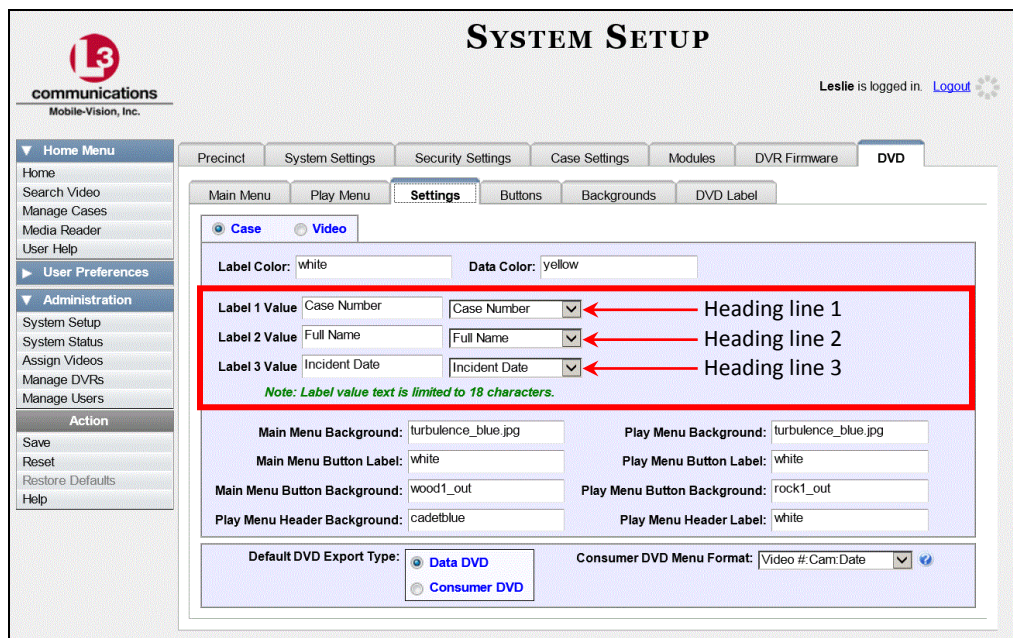 SYSTEM SETUP
L3
communications
Mobile-Vision, Inc.
Leslie is logged in. Logout
Home Menu
Home
Search Video
Manage Cases
Media Reader
User Help
User Preferences
Administration
System Setup
System Status
Assign Videos
Manage DVRs
Manage Users
Action
Save
Reset
Restore Defaults
Help
Precinct System Settings Security Settings Case Settings Modules DVR Firmware DVD
Main Menu Play Menu Settings Buttons Backgrounds DVD Label
Case Video
Label Color: white Data Color: yellow
Label 1 Value Case Number Case Number Heading line 1
Label 2 Value Full Name Full Name Heading line 2
Label 3 Value Incident Date Incident Date Heading line 3
Note: Label value text is limited to 18 characters.
Main Menu Background: turbulence_blue.jpg Play Menu Background: turbulence_blue.jpg
Main Menu Button Label: white Play Menu Button Label: white
Main Menu Button Background: wood1_out Play Menu Button Background: rock1_out
Play Menu Header Background: cadetblue Play Menu Header Label: white
Default DVD Export Type: Data DVD Consumer DVD Menu Format: Video #:Cam:Date ?
Consumer DVD